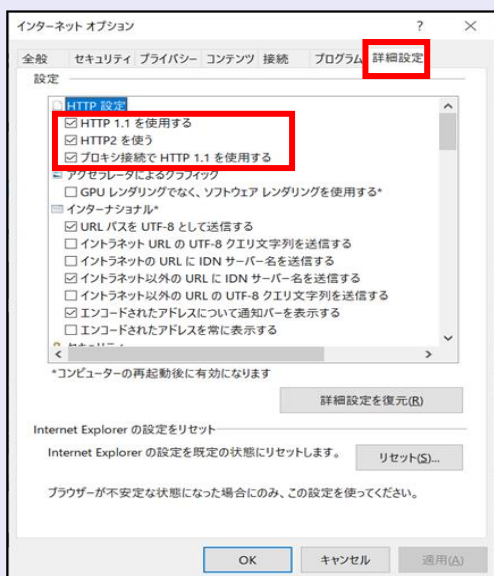 インターネット オプション
? ×
全般 セキュリティ プライバシー コンテンツ 接続 プログラム 詳細設定
設定
HTTP 設定
HTTP 1.1 を使用する
HTTP2 を使う
プロキシ接続で HTTP 1.1 を使用する
アクセラレータによるグラフィック
GPU レンダリングでなく、ソフトウェア レンダリングを使用する*
インターナショナル*
URL パスを UTF-8 として送信する
イントラネット URL の UTF-8 クエリ文字列を送信する
イントラネットの URL に IDN サーバー名を送信する
イントラネット以外の URL に IDN サーバー名を送信する
イントラネット以外の URL の UTF-8 クエリ文字列を送信する
エンコードされたアドレスについて通知バーを表示する
エンコードされたアドレスを常に表示する
*コンピューターの再起動後に有効になります
詳細設定を復元(R)
Internet Explorer の設定をリセット
Internet Explorer の設定を既定の状態にリセットします。
リセット(S)...
ブラウザーが不安定な状態になった場合にのみ、この設定を使ってください。
OK キャンセル 適用(A)